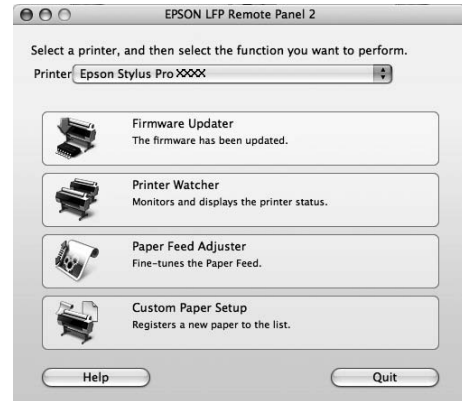 EPSON LFP Remote Panel 2
Select a printer, and then select the function you want to perform.
Printer Epson Stylus Pro XXXX
Firmware Updater
The firmware has been updated.
Printer Watcher
Monitors and displays the printer status.
Paper Feed Adjuster
Fine-tunes the Paper Feed.
Custom Paper Setup
Registers a new paper to the list.
Help Quit